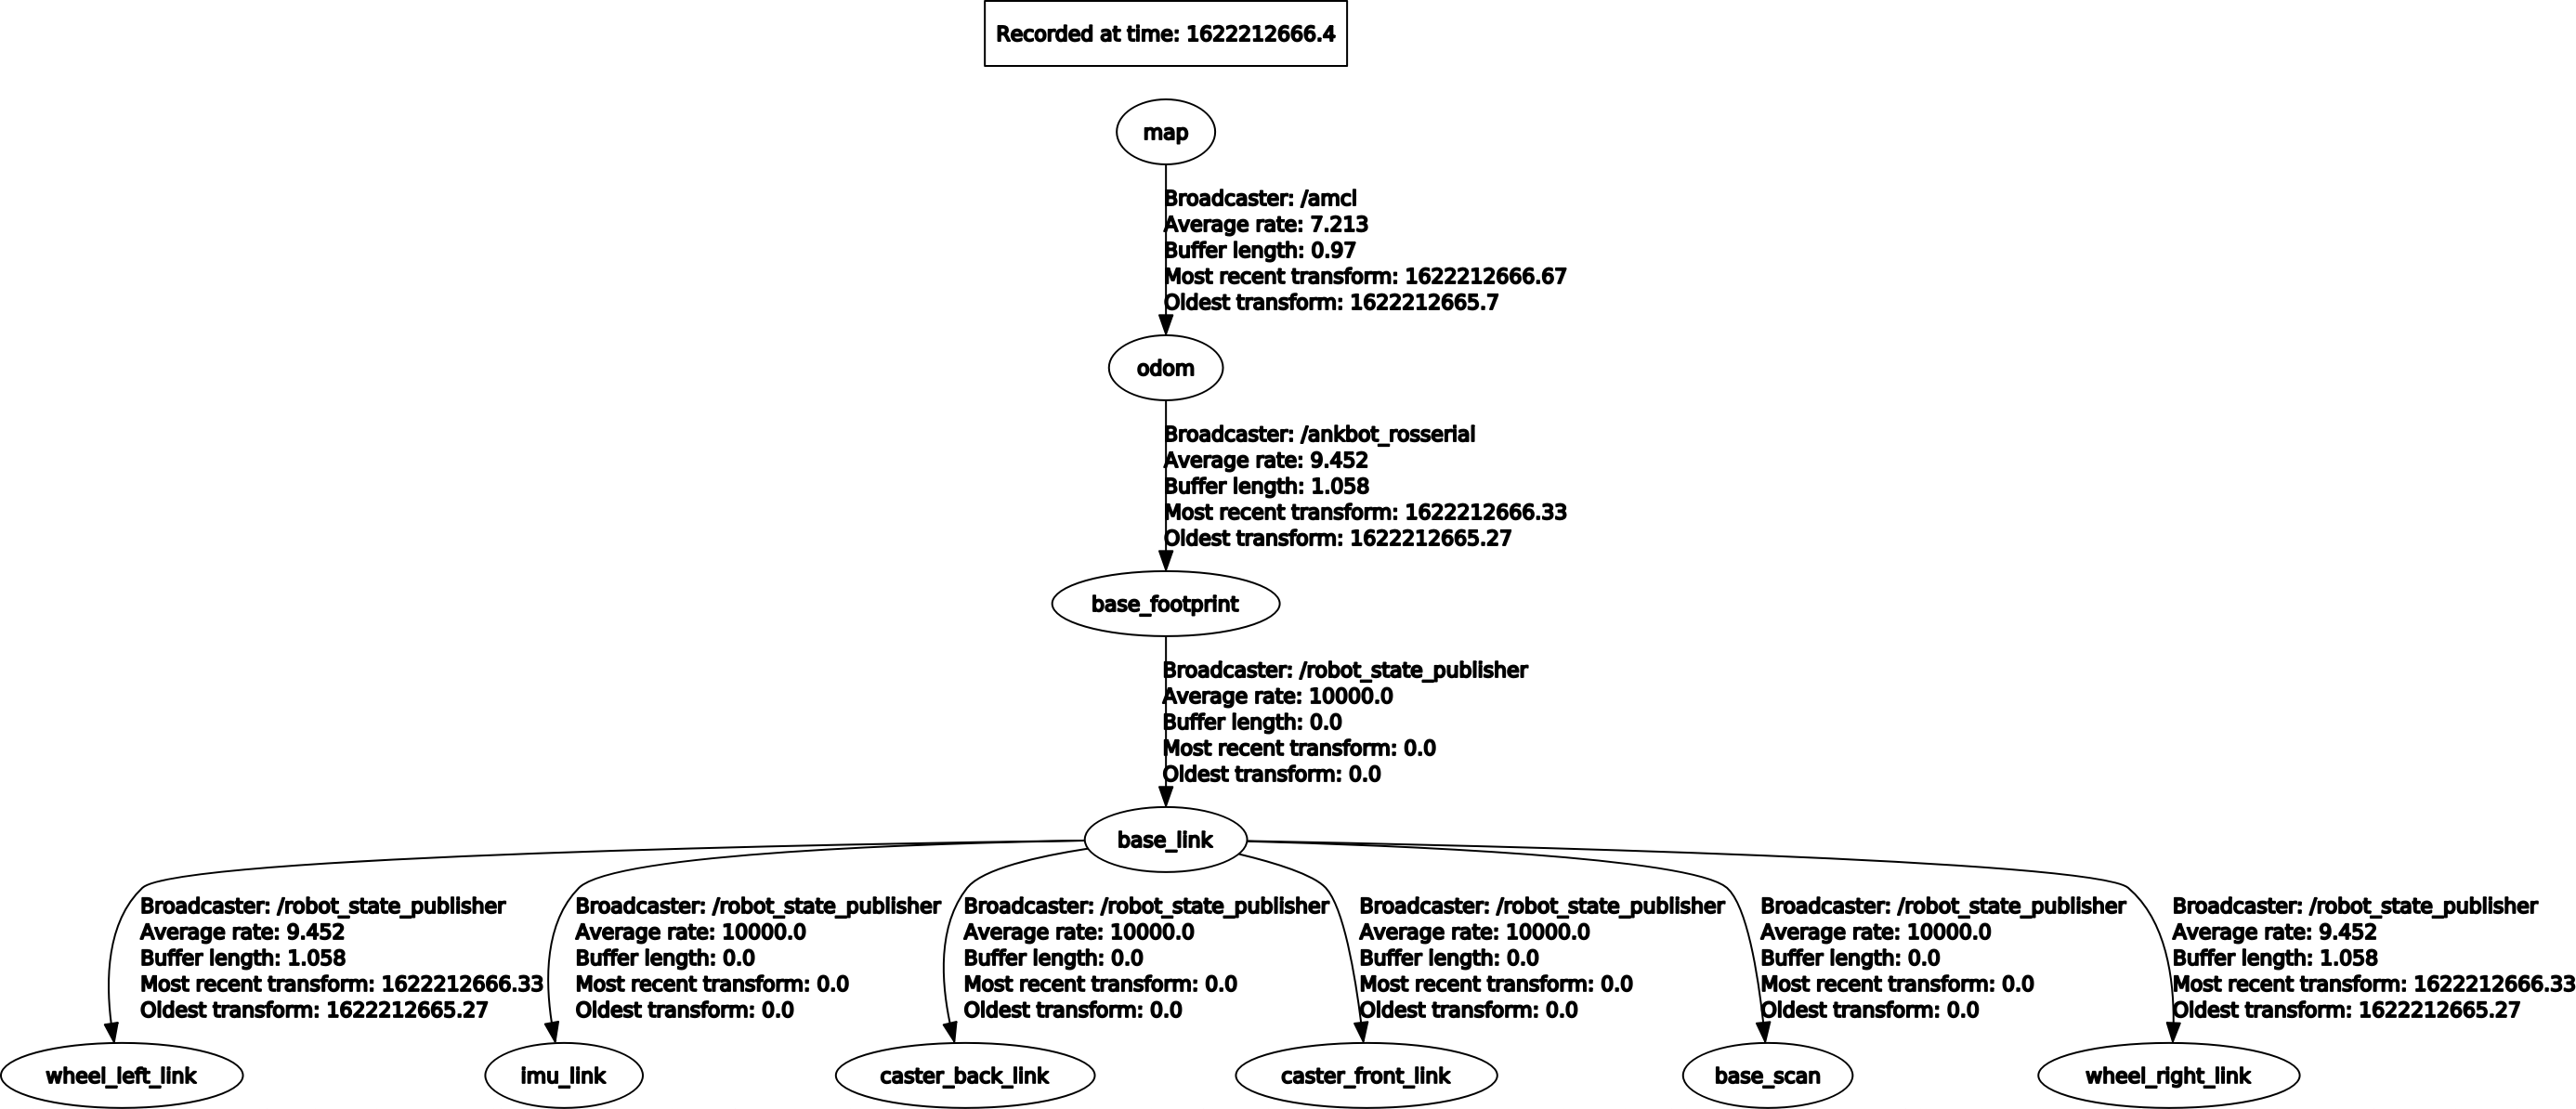 Recorded at time: 1622212666.4
map
Broadcaster: /amcl
Average rate: 7.213
Buffer length: 0.97
Most recent transform: 1622212666.67
Oldest transform: 1622212665.7
odom
Broadcaster: /ankbot_rosserial
Average rate: 9.452
Buffer length: 1.058
Most recent transform: 1622212666.33
Oldest transform: 1622212665.27
base_footprint
Broadcaster: /robot_state_publisher
Average rate: 10000.0
Buffer length: 0.0
Most recent transform: 0.0
Oldest transform: 0.0
base_link
Broadcaster: /robot_state_publisher
Average rate: 9.452
Buffer length: 1.058
Most recent transform: 1622212666.33
Oldest transform: 1622212665.27
Broadcaster: /robot_state_publisher
Average rate: 10000.0
Buffer length: 0.0
Most recent transform: 0.0
Oldest transform: 0.0
Broadcaster: /robot_state_publisher
Average rate: 10000.0
Buffer length: 0.0
Most recent transform: 0.0
Oldest transform: 0.0
Broadcaster: /robot_state_publisher
Average rate: 10000.0
Buffer length: 0.0
Most recent transform: 0.0
Oldest transform: 0.0
Broadcaster: /robot_state_publisher
Average rate: 10000.0
Buffer length: 0.0
Most recent transform: 0.0
Oldest transform: 0.0
Broadcaster: /robot_state_publisher
Average rate: 9.452
Buffer length: 1.058
Most recent transform: 1622212666.33
Oldest transform: 1622212665.27
wheel_left_link
imu_link
caster_back_link
caster_front_link
base_scan
wheel_right_link